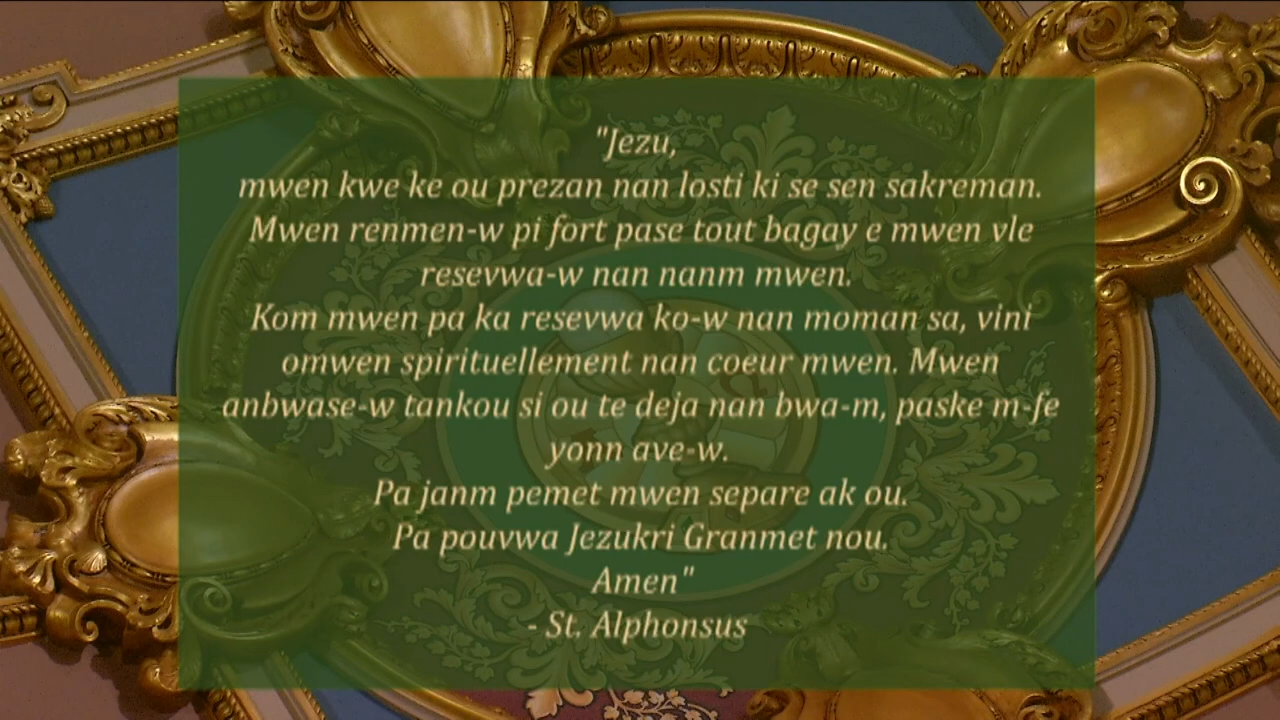 "Jezu,
mwen kwe ke ou prezan nan losti ki se sen sakreman.
Mwen renmen-w pi fort pase tout bagay e mwen vle
resevwa-w nan nanm mwen.
Kom mwen pa ka resevwa ko-w nan moman sa, vini
omwen spirituellement nan coeur mwen. Mwen
anbwase-w tankou si ou te deja nan bwa-m, paske m-fe
yonn ave-w.
Pa janm pemet mwen separe ak ou.
Pa pouvwa Jezukri Granmet nou.
Amen"
- St. Alphonsus